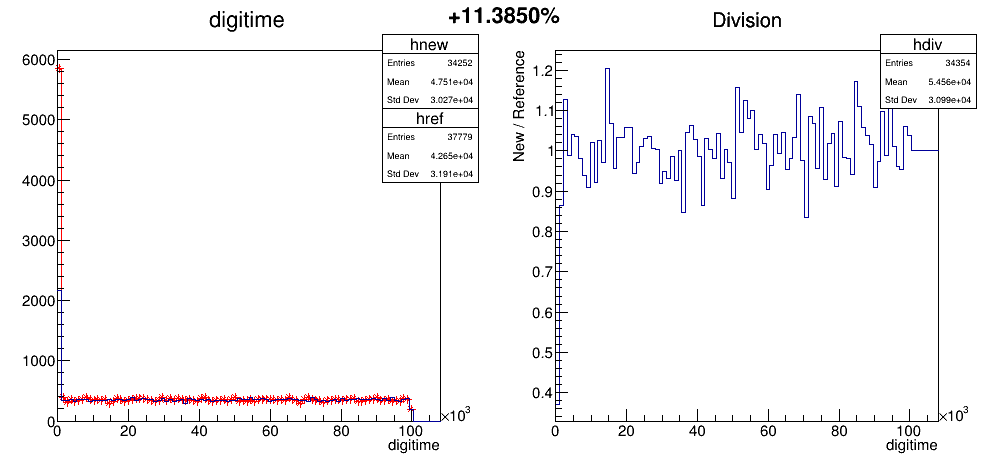 +11.3850%
digitime
hnew
Entries 34252
Mean 4.751e+04
Std Dev 3.027e+04
href
Entries 37779
Mean 4.265e+04
Std Dev 3.191e+04
6000
5000
4000
3000
2000
1000
0
0 20 40 60 80 100
×10³
digitime
Division
hdiv
Entries 34354
Mean 5.456e+04
Std Dev 3.099e+04
New / Reference
1.2
1.1
1
0.9
0.8
0.7
0.6
0.5
0.4
0 20 40 60 80 100
×10³
digitime